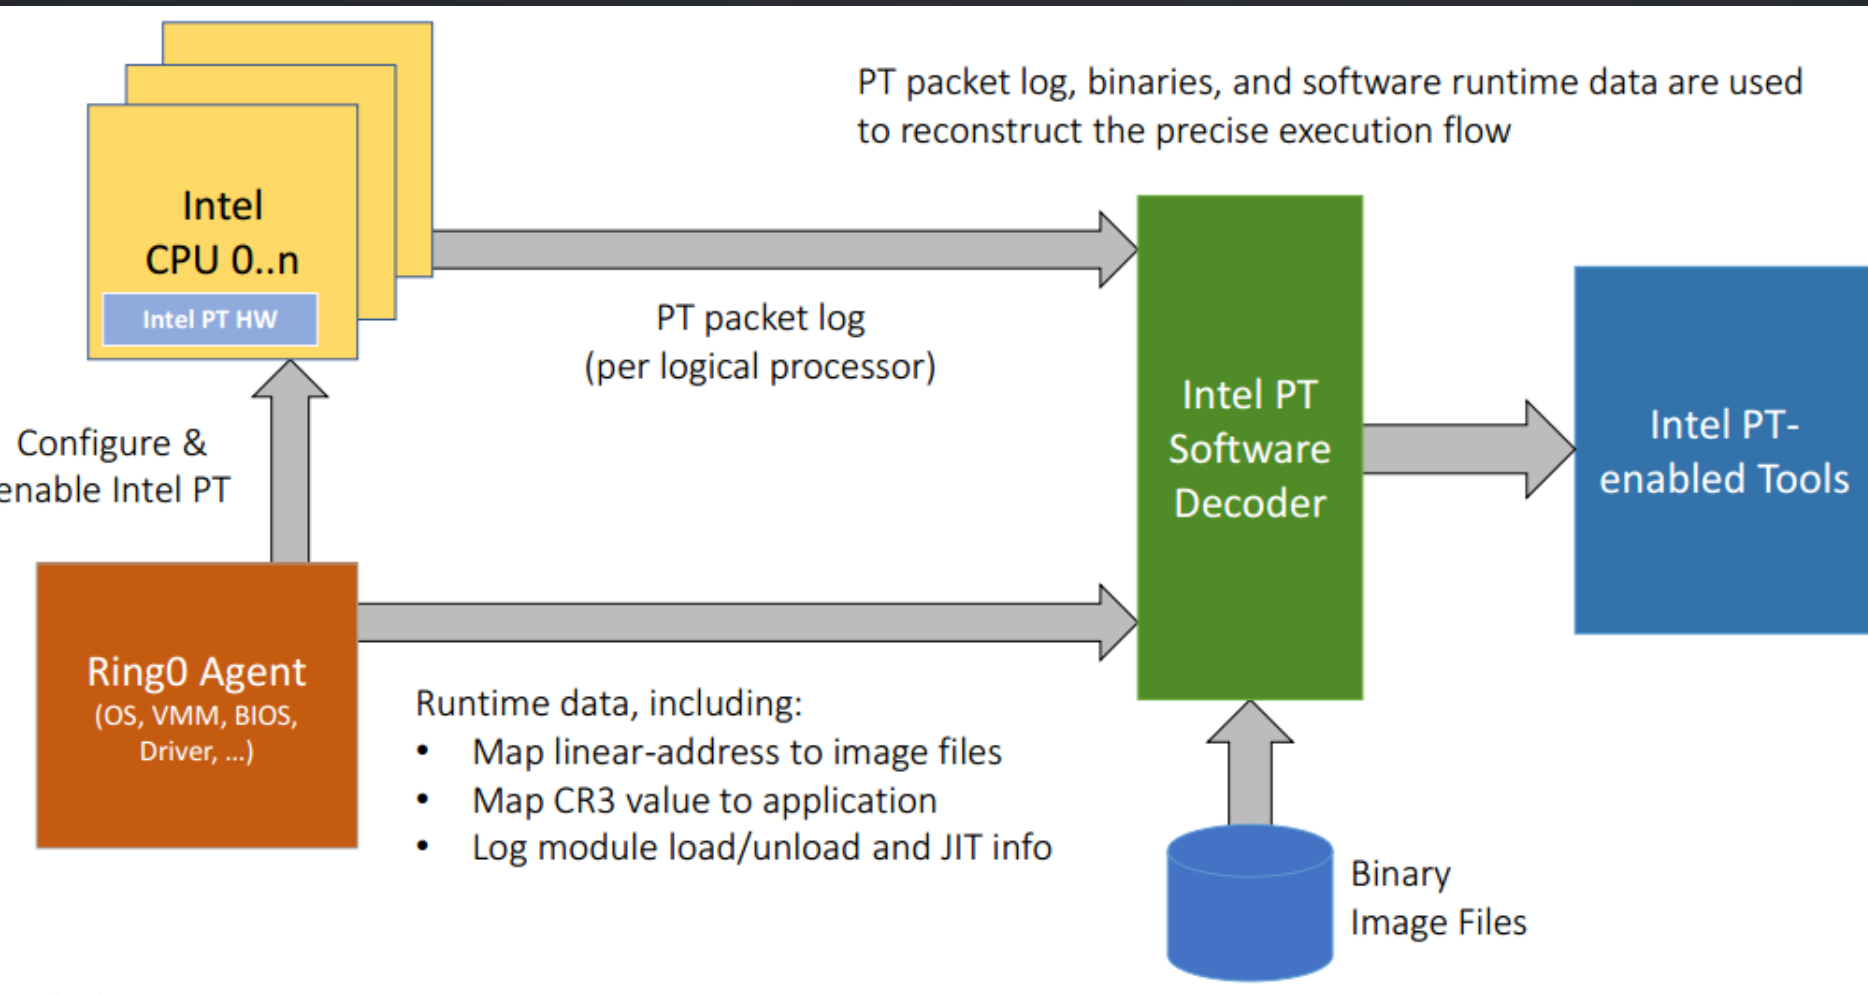 PT packet log, binaries, and software runtime data are used
to reconstruct the precise execution flow
Intel
CPU 0..n
Intel PT HW
PT packet log
(per logical processor)
Configure &
enable Intel PT
Intel PT
Software
Decoder
Intel PT-
enabled Tools
Ring0 Agent
(OS, VMM, BIOS,
Driver, ...)
Runtime data, including:
• Map linear-address to image files
• Map CR3 value to application
• Log module load/unload and JIT info
Binary
Image Files